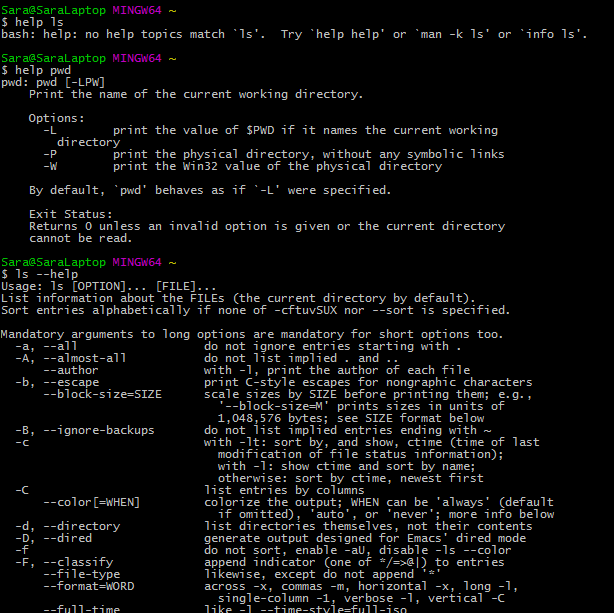 Sara@SaraLaptop MINGW64 ~
$ help ls
bash: help: no help topics match `ls'.  Try `help help' or `man -k ls' or `info ls'.

Sara@SaraLaptop MINGW64 ~
$ help pwd
pwd: pwd [-LPW]
    Print the name of the current working directory.

    Options:
      -L        print the value of $PWD if it names the current working
        directory
      -P        print the physical directory, without any symbolic links
      -W        print the Win32 value of the physical directory

    By default, `pwd' behaves as if `-L' were specified.

    Exit Status:
    Returns 0 unless an invalid option is given or the current directory
    cannot be read.

Sara@SaraLaptop MINGW64 ~
$ ls --help
Usage: ls [OPTION]... [FILE]...
List information about the FILEs (the current directory by default).
Sort entries alphabetically if none of -cftuvSUX nor --sort is specified.

Mandatory arguments to long options are mandatory for short options too.
  -a, --all                  do not ignore entries starting with .
  -A, --almost-all           do not list implied . and ..
      --author               with -l, print the author of each file
  -b, --escape               print C-style escapes for nongraphic characters
      --block-size=SIZE      scale sizes by SIZE before printing them; e.g.,
                               '--block-size=M' prints sizes in units of
                               1,048,576 bytes; see SIZE format below
  -B, --ignore-backups       do not list implied entries ending with ~
  -c                         with -lt: sort by, and show, ctime (time of last
                               modification of file status information);
                               with -l: show ctime and sort by name;
                               otherwise: sort by ctime, newest first
  -C                         list entries by columns
      --color[=WHEN]         colorize the output; WHEN can be 'always' (default
                               if omitted), 'auto', or 'never'; more info below
  -d, --directory            list directories themselves, not their contents
  -D, --dired                generate output designed for Emacs' dired mode
  -f                         do not sort, enable -aU, disable -ls --color
  -F, --classify             append indicator (one of */=>@|) to entries
      --file-type            likewise, except do not append '*'
      --format=WORD          across -x, commas -m, horizontal -x, long -l,
                               single-column -1, verbose -l, vertical -C
      --full-time            like -l --time-style=full-iso